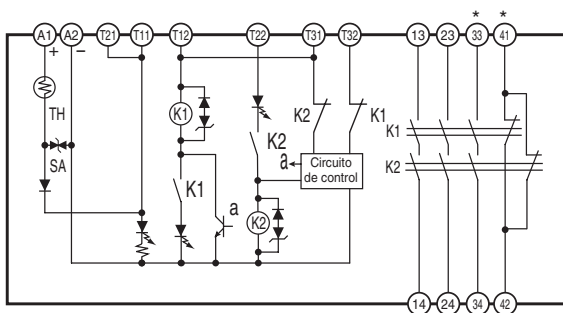 * *
A1 A2 T21 T11 T12 T22 T31 T32 13 23 33 41
+ −
K1
TH
K2 K1
K2
K1
a
Circuito
de control
K2
SA
K1
a
K2
14 24 34 42